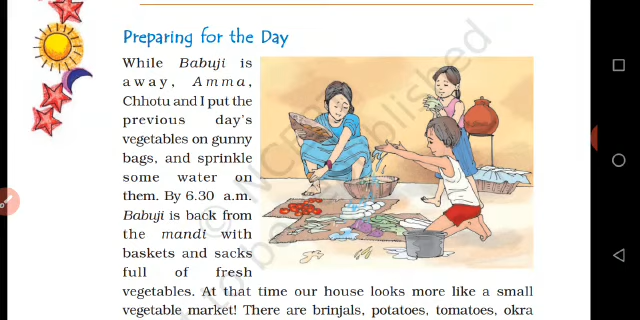 Preparing for the Day
While Babuji is
away, Amma,
Chhotu and I put the
previous day's
vegetables on gunny
bags, and sprinkle
some water on
them. By 6.30 a.m.
Babuji is back from
the mandi with
baskets and sacks
full of fresh
vegetables. At that time our house looks more like a small
vegetable market! There are brinjals, potatoes, tomatoes, okra